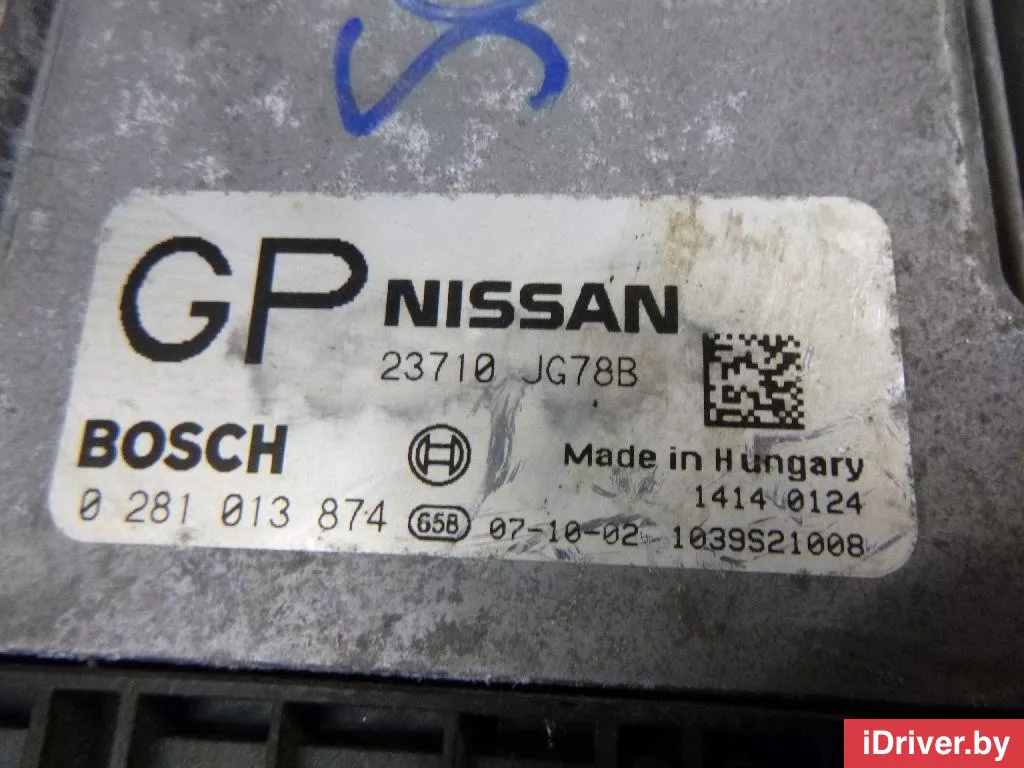 GP NISSAN
23710 JG78B
BOSCH
Made in Hungary
1414 0124
0 281 013 874 G5B 07-10-02 1039S21008
iDriver.by